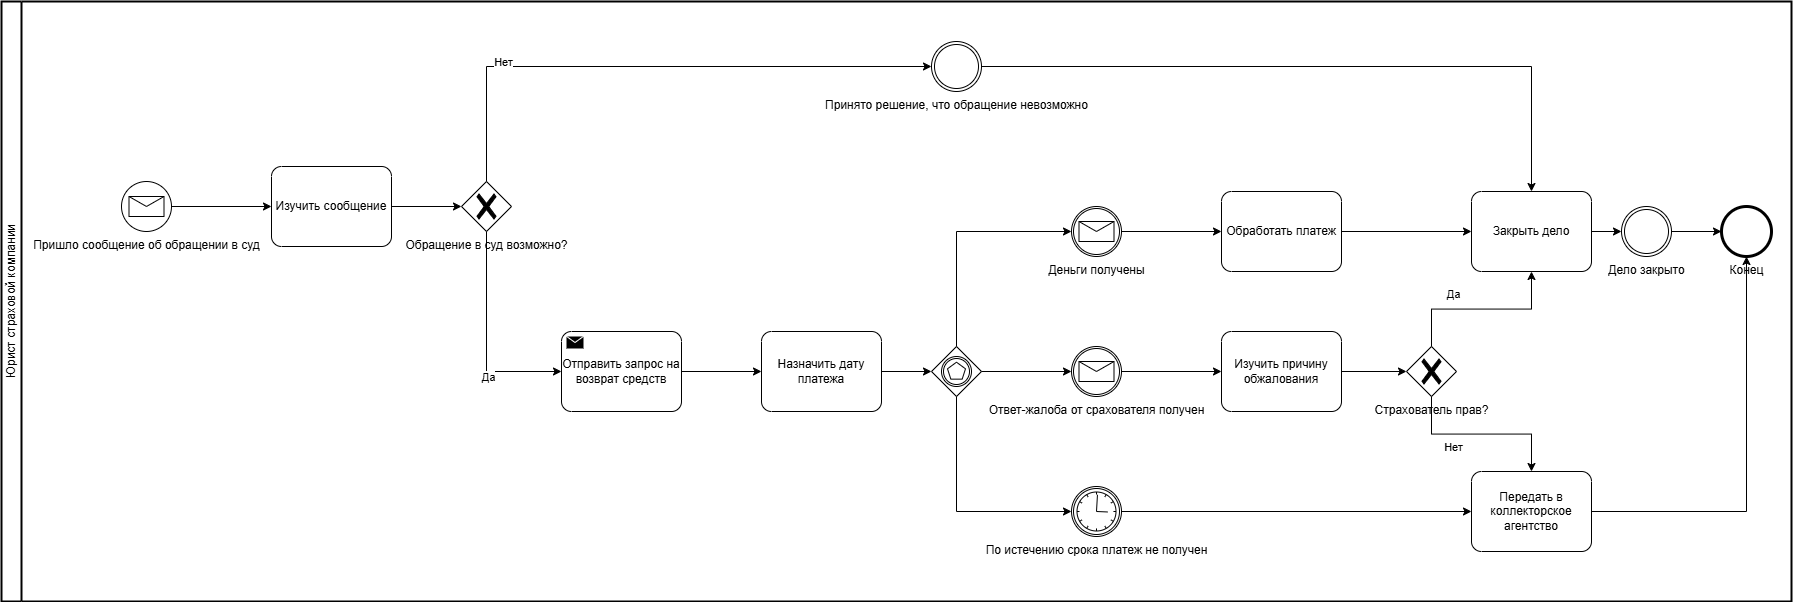 Юрист страховой компании
Нет
Принято решение, что обращение невозможно
Изучить сообщение
Пришло сообщение об обращении в суд
Обращение в суд возможно?
Обработать платеж
Закрыть дело
Деньги получены
Дело закрыто
Конец
Да
Отправить запрос на
возврат средств
Назначить дату
платежа
Изучить причину
обжалования
Да
Ответ-жалоба от срахователя получен
Страхователь прав?
Нет
Передать в
коллекторское
агентство
По истечению срока платеж не получен